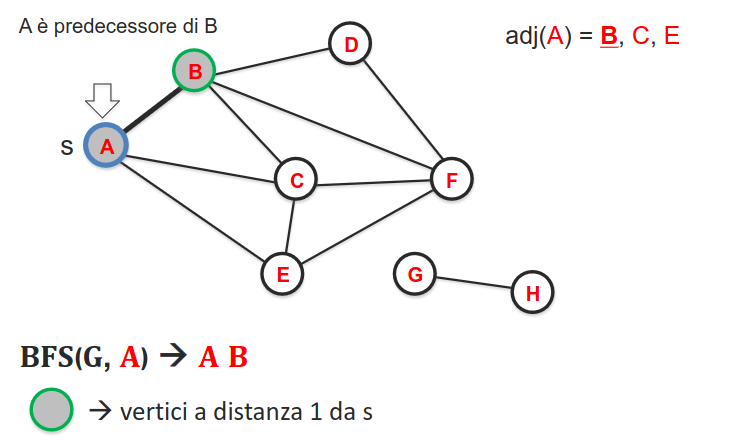 A è predecessore di B
adj(A) = B, C, E
D
B
s
A
C
F
E
G
H
BFS(G, A) → A B
→ vertici a distanza 1 da s